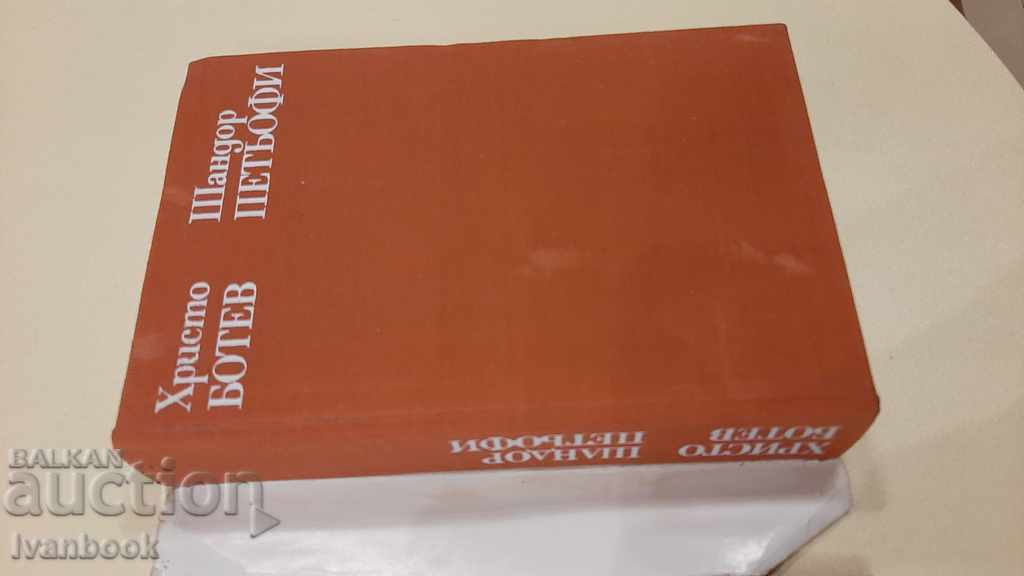 Христо
БОТЕВ
Шандор
ПЕТЬОФИ
ХРИСТО
БОТЕВ
ШАНДОР
ПЕТЬОФИ
BALKAN
auction
Ivanbook